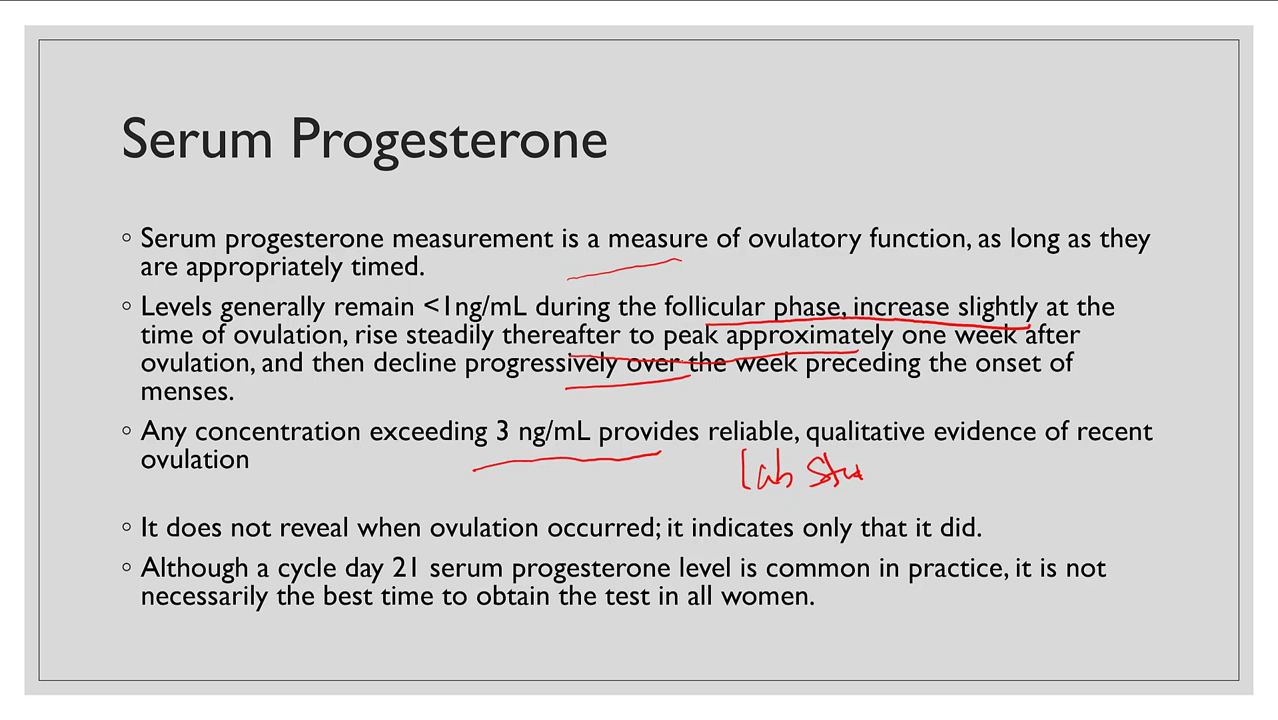 Serum Progesterone
◦ Serum progesterone measurement is a measure of ovulatory function, as long as they
are appropriately timed.
◦ Levels generally remain <1ng/mL during the follicular phase, increase slightly at the
time of ovulation, rise steadily thereafter to peak approximately one week after
ovulation, and then decline progressively over the week preceding the onset of
menses.
◦ Any concentration exceeding 3 ng/mL provides reliable, qualitative evidence of recent
ovulation
lab
◦ It does not reveal when ovulation occurred; it indicates only that it did.
◦ Although a cycle day 21 serum progesterone level is common in practice, it is not
necessarily the best time to obtain the test in all women.